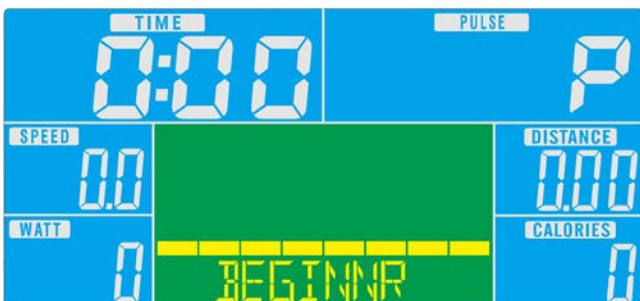 TIME PULSE
0:00 P
SPEED DISTANCE
0.0 0.00
WATT CALORIES
0 0
BEGINNR